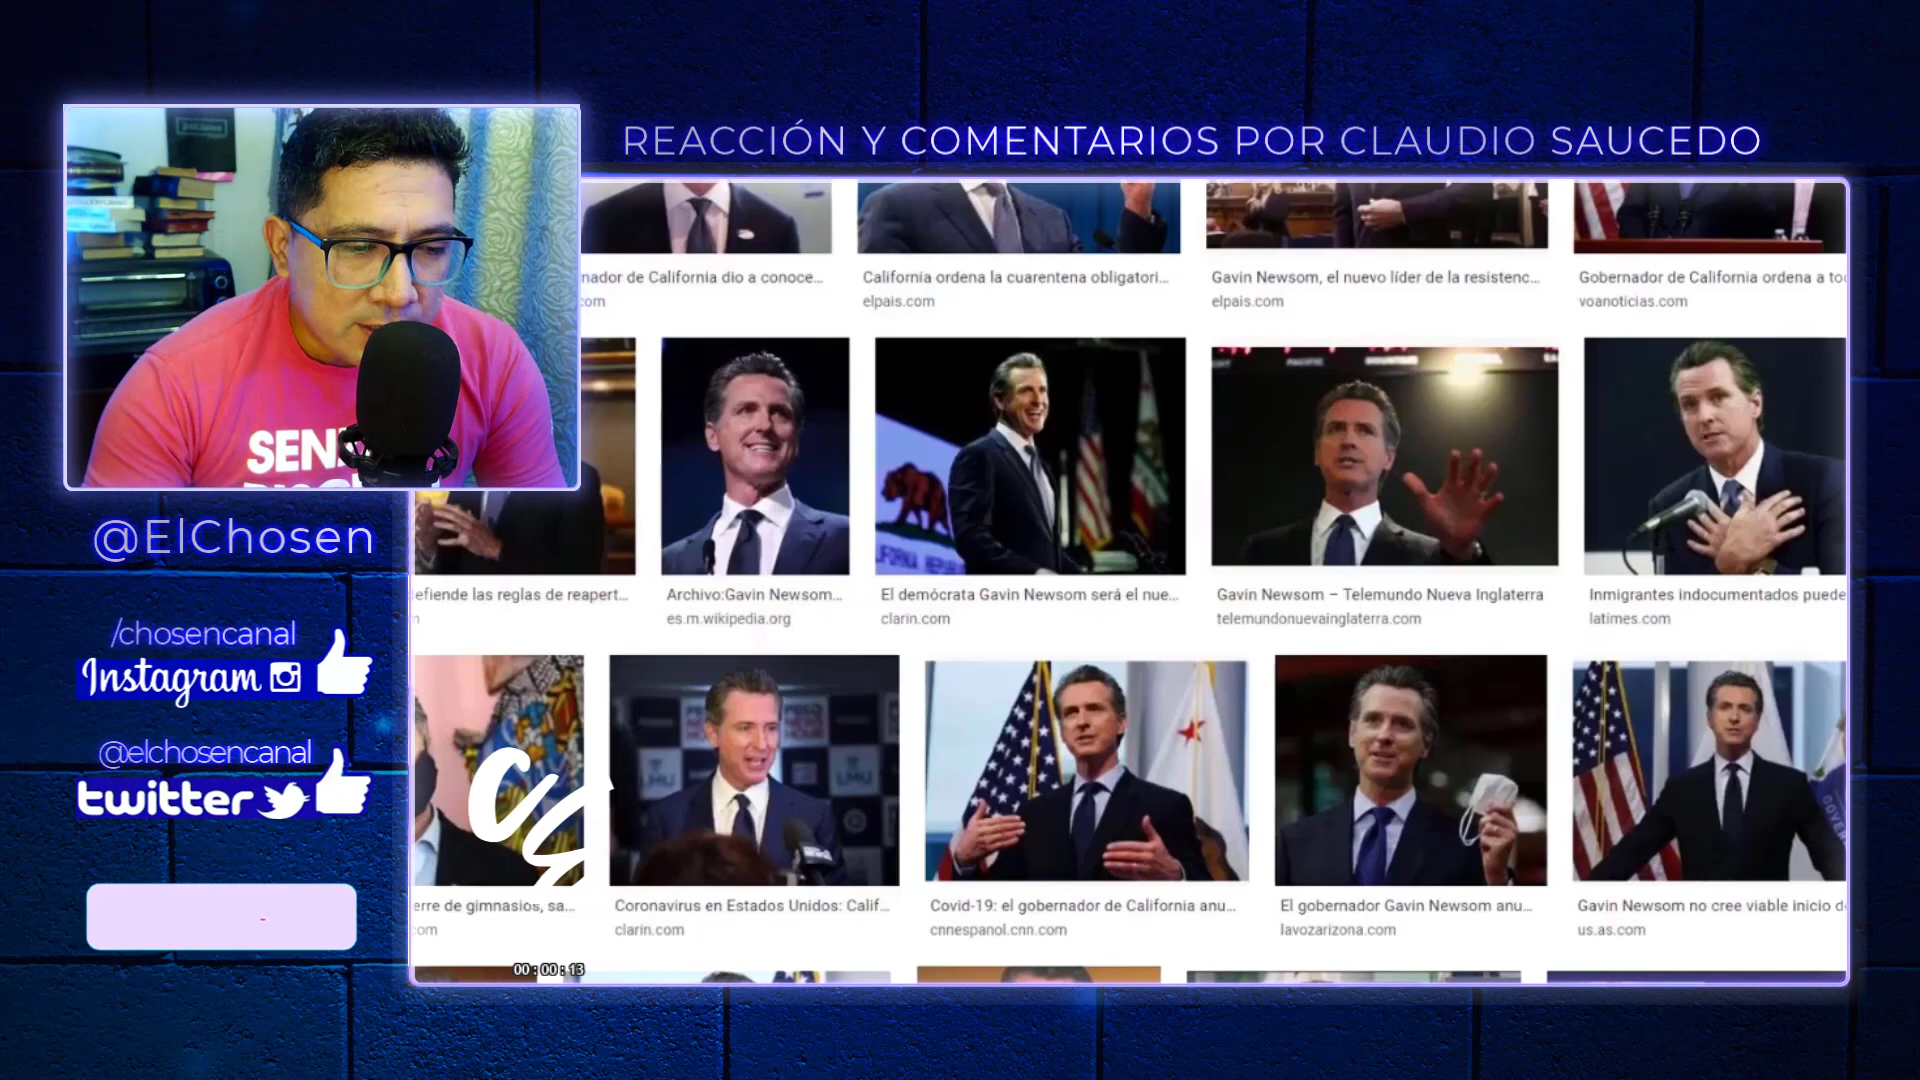 REACCIÓN Y COMENTARIOS POR CLAUDIO SAUCEDO
@ElChosen
/chosencanal
Instagram
@elchosencanal
twitter
nador de California dio a conoce...
com
California ordena la cuarentena obligatori...
elpais.com
Gavin Newsom, el nuevo líder de la resistenc...
elpais.com
Gobernador de California ordena a to
voanoticias.com
efiende las reglas de reapert...
Archivo:Gavin Newsom...
es.m.wikipedia.org
El demócrata Gavin Newsom será el nue...
clarin.com
Gavin Newsom – Telemundo Nueva Inglaterra
telemundonuevainglaterra.com
Inmigrantes indocumentados puede
latimes.com
erre de gimnasios, sa...
com
Coronavirus en Estados Unidos: Calif...
clarin.com
Covid-19: el gobernador de California anu...
cnnespanol.cnn.com
El gobernador Gavin Newsom anu...
lavozarizona.com
Gavin Newsom no cree viable inicio d
us.as.com
00:00:13